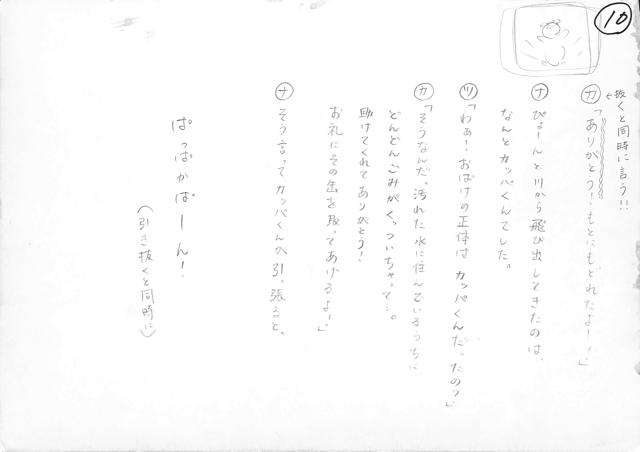 10
抜くと同時に言う!!
カ「ありがとう!もとにもどれたよー!」
ナ ぴょーんと川から飛び出してきたのは、
なんとカッパくんでした。
ツ「わぁ!おばけの正体はカッパくんだったの?」
カ「そうなんだ。汚れた水に住んでいるうちに、
どんどんごみがくっついちゃって…。
助けてくれてありがとう!
お礼にその缶を取ってあげるよー!」
ナ そう言ってカッパくんが引っ張ると、
ぱっぱかぱーん!
(引き抜くと同時に)